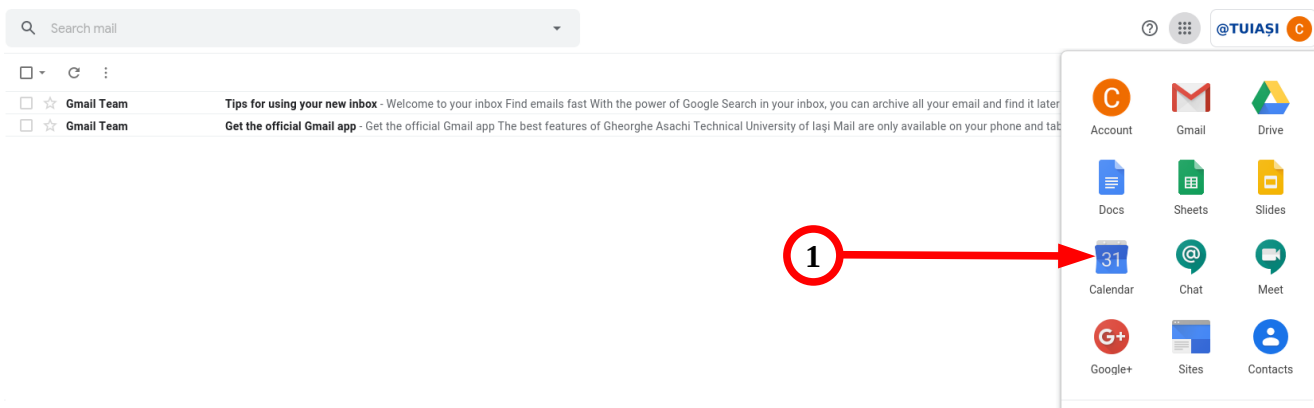 Search mail
@TUIAȘI C
Gmail Team Tips for using your new inbox - Welcome to your inbox Find emails fast With the power of Google Search in your inbox, you can archive all your email and find it later
Gmail Team Get the official Gmail app - Get the official Gmail app The best features of Gheorghe Asachi Technical University of Iaşi Mail are only available on your phone and tab
C
Account Gmail Drive
Docs Sheets Slides
1
31 @
Calendar Chat Meet
G+
Google+ Sites Contacts